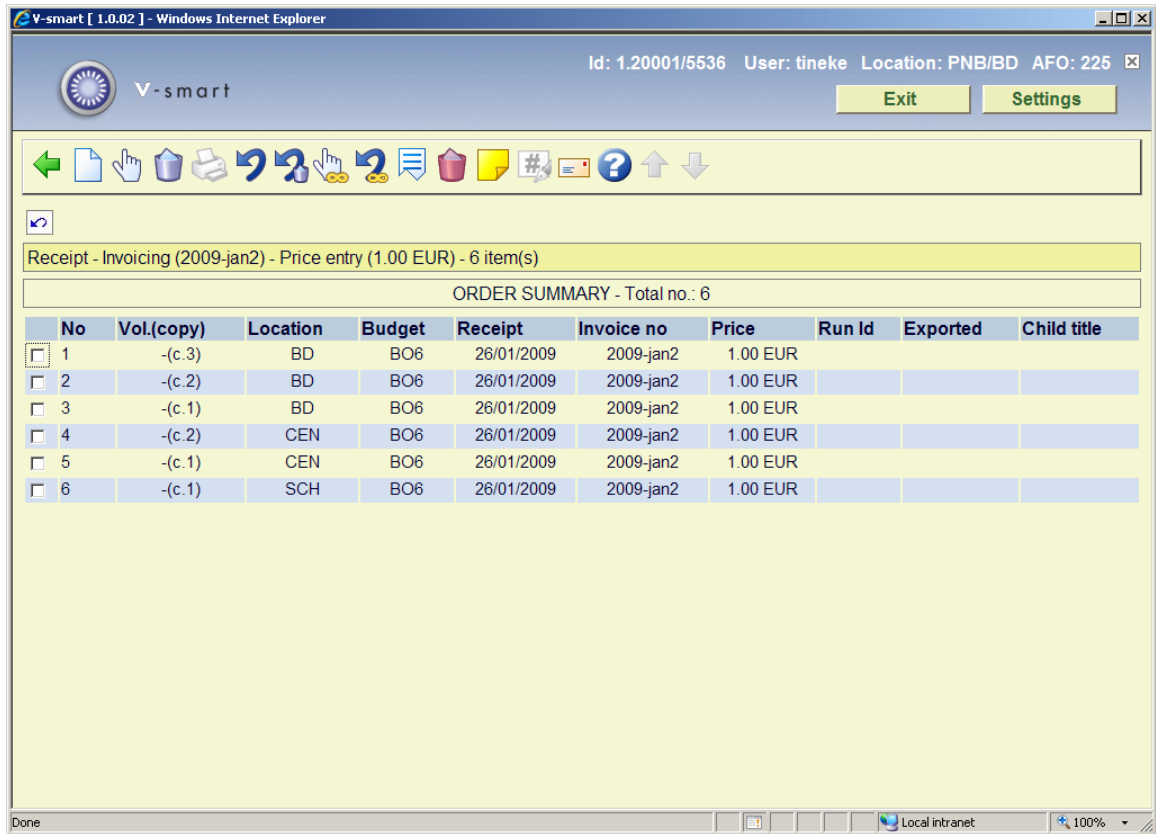 V-smart [ 1.0.02 ] - Windows Internet Explorer
Id: 1.20001/5536 User: tineke Location: PNB/BD AFO: 225
V-smart
Exit Settings
Receipt - Invoicing (2009-jan2) - Price entry (1.00 EUR) - 6 item(s)
ORDER SUMMARY - Total no.: 6
No Vol.(copy) Location Budget Receipt Invoice no Price Run Id Exported Child title
1 -(c.3) BD BO6 26/01/2009 2009-jan2 1.00 EUR
2 -(c.2) BD BO6 26/01/2009 2009-jan2 1.00 EUR
3 -(c.1) BD BO6 26/01/2009 2009-jan2 1.00 EUR
4 -(c.2) CEN BO6 26/01/2009 2009-jan2 1.00 EUR
5 -(c.1) CEN BO6 26/01/2009 2009-jan2 1.00 EUR
6 -(c.1) SCH BO6 26/01/2009 2009-jan2 1.00 EUR
Done Local intranet 100%